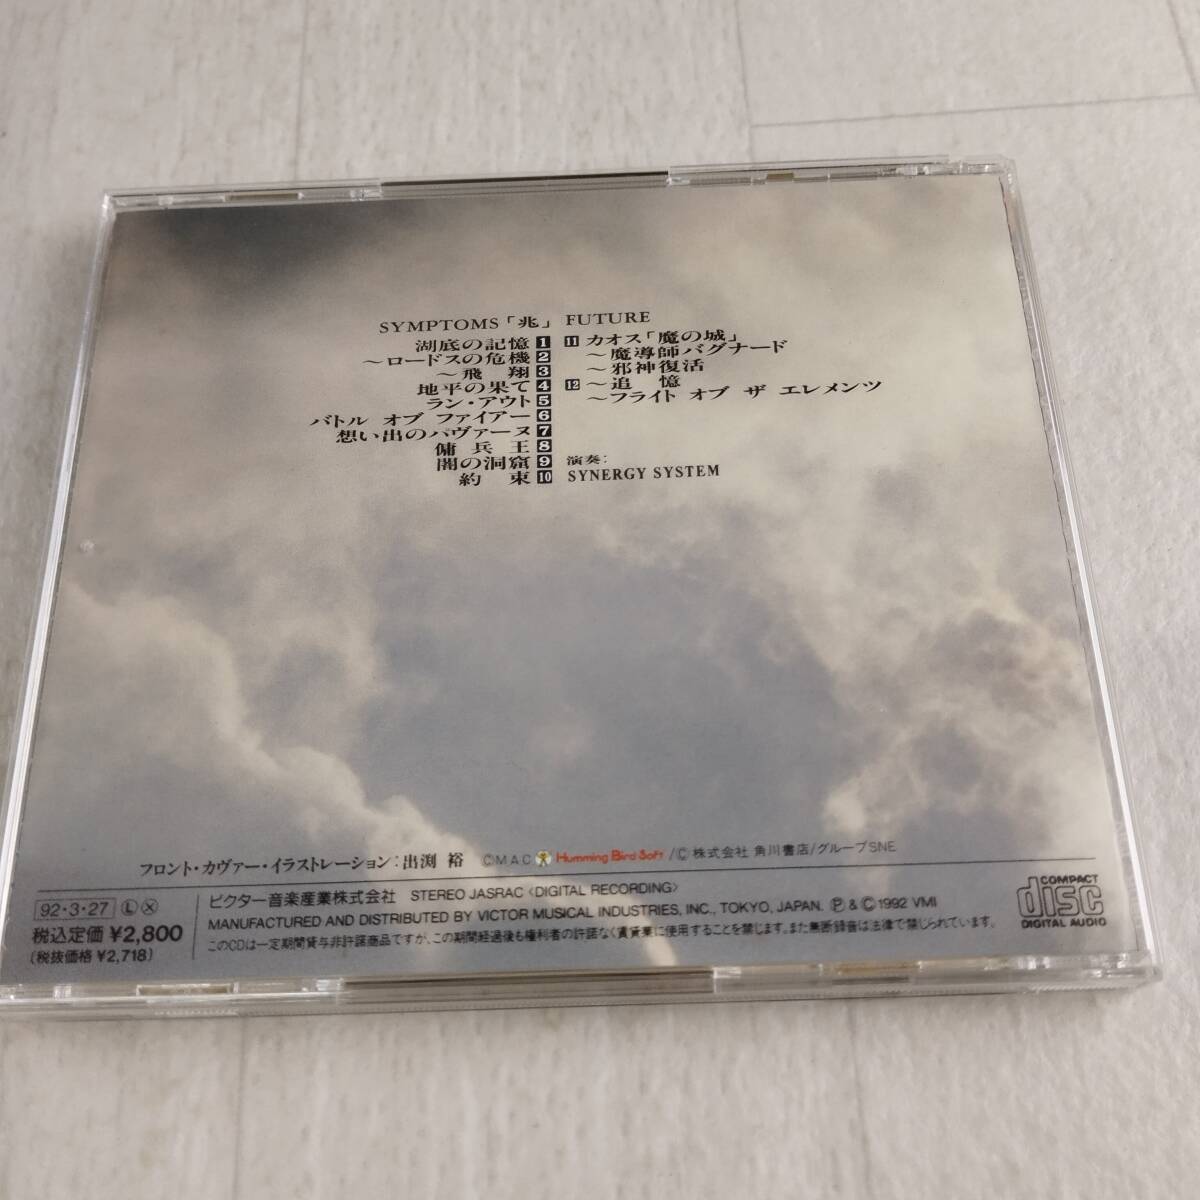 SYMPTOMS「兆」FUTURE
湖底の記憶 1
～ロードスの危機 2
～飛 翔 3
地平の果て 4
ラン・アウト 5
バトル オブ ファイアー 6
想い出のパヴァーヌ 7
傭 兵 王 8
闇の洞窟 9
約 束 10
11 カオス「魔の城」
～魔導師バグナード
～邪神復活
12 ～追 憶
～フライト オブ ザ エレメンツ
演奏:
SYNERGY SYSTEM
フロント・カヴァー・イラストレーション:出渕 裕 ©MAC Humming Bird Soft /©株式会社 角川書店/グループSNE
92・3・27 Ⓛ Ⓧ
税込定価 ¥2,800
(税抜価格 ¥2,718)
ビクター音楽産業株式会社 STEREO JASRAC〈DIGITAL RECORDING〉
MANUFACTURED AND DISTRIBUTED BY VICTOR MUSICAL INDUSTRIES, INC., TOKYO, JAPAN. Ⓟ & © 1992 VMI
このCDは一定期間貸与非許諾商品ですが、この期間経過後も権利者の許諾なく賃貸業に使用することを禁じます。また無断録音は法律で禁じられています。
COMPACT
disc
DIGITAL AUDIO